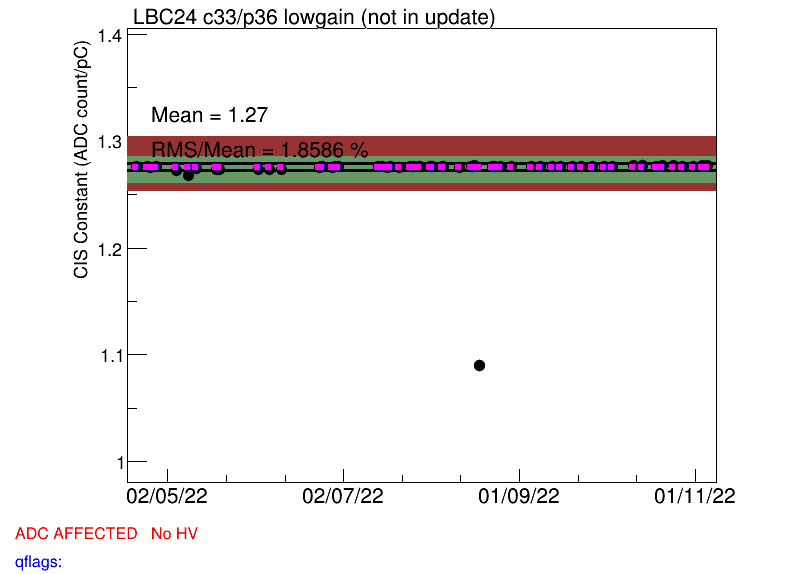 LBC24 c33/p36 lowgain (not in update)
CIS Constant (ADC count/pC)
1.4
Mean = 1.27
1.3
RMS/Mean = 1.8586 %
1.2
1.1
1
02/05/22 02/07/22 01/09/22 01/11/22
ADC AFFECTED No HV
qflags: